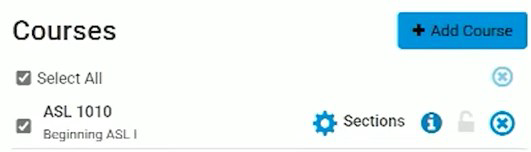 Courses
+ Add Course
Select All
ASL 1010
Sections
Beginning ASL I